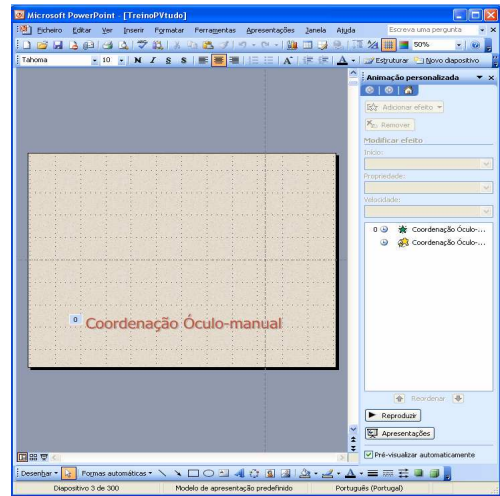 Microsoft PowerPoint - [TreinoPVtudo]
Ficheiro Editar Ver Inserir Formatar Ferramentas Apresentações Janela Ajuda Escreva uma pergunta
50%
Tahoma 10 N I S S Estruturar Novo diapositivo
Animação personalizada
Adicionar efeito
Remover
Modificar efeito
Início:
Propriedade:
Velocidade:
0 Coordenação Óculo-...
Coordenação Óculo-...
0 Coordenação Óculo-manual
Reordenar
Reproduzir
Apresentações
Pré-visualizar automaticamente
Desenhar Formas automáticas
Diapositivo 3 de 300 Modelo de apresentação predefinido Português (Portugal)